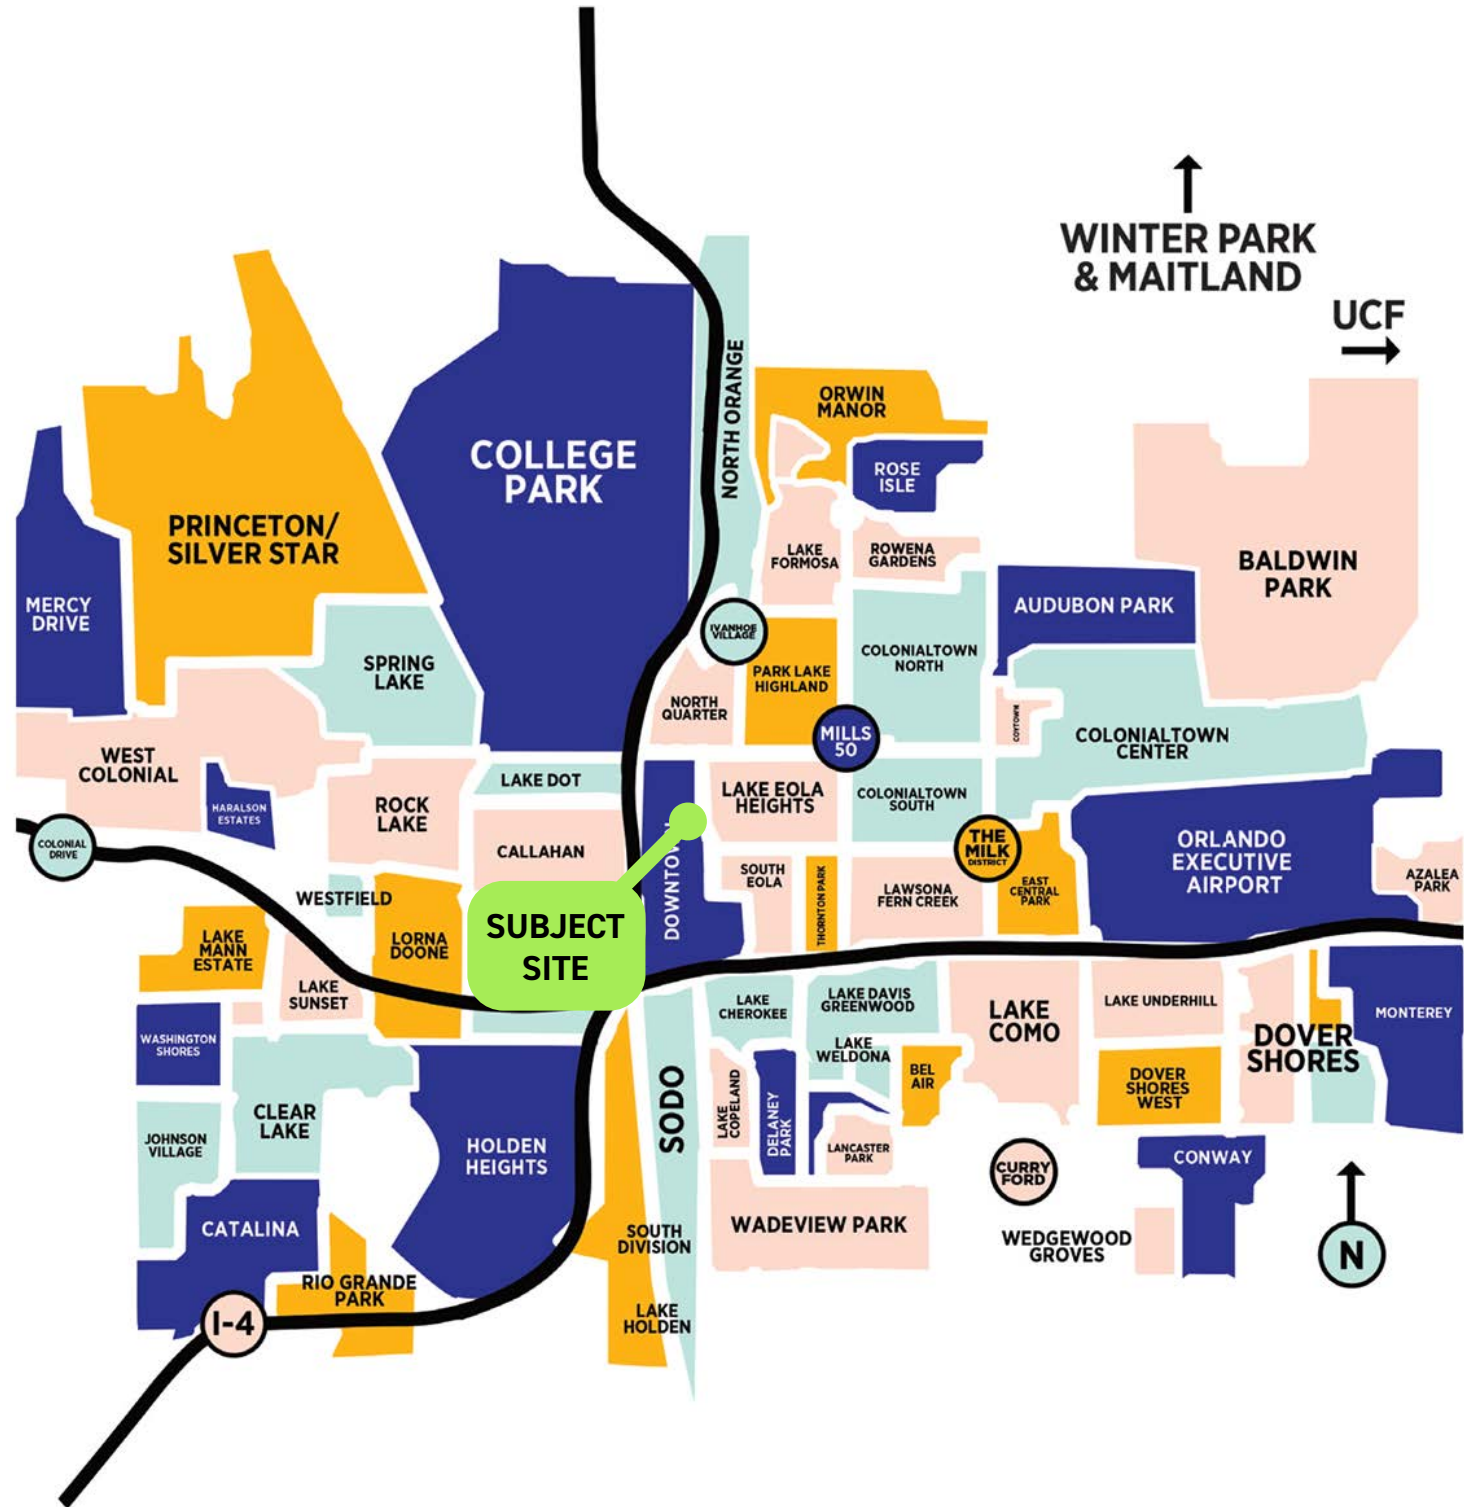 WINTER PARK
& MAITLAND
UCF
NORTH ORANGE
ORWIN
MANOR
COLLEGE
PARK
ROSE
ISLE
PRINCETON/
SILVER STAR
LAKE
FORMOSA
ROWENA
GARDENS
BALDWIN
PARK
MERCY
DRIVE
AUDUBON PARK
IVANHOE
VILLAGE
SPRING
LAKE
COLONIALTOWN
NORTH
PARK LAKE
HIGHLAND
NORTH
QUARTER
COYTOWN
MILLS
50
COLONIALTOWN
CENTER
WEST
COLONIAL
LAKE DOT
LAKE EOLA
HEIGHTS
COLONIALTOWN
SOUTH
HARALSON
ESTATES
ROCK
LAKE
COLONIAL
DRIVE
CALLAHAN
DOWNTOWN
THE
MILK
DISTRICT
ORLANDO
EXECUTIVE
AIRPORT
AZALEA
PARK
SOUTH
EOLA
THORNTON PARK
LAWSONA
FERN CREEK
EAST
CENTRAL
PARK
WESTFIELD
SUBJECT
SITE
LAKE
MANN
ESTATE
LORNA
DOONE
LAKE
SUNSET
LAKE
CHEROKEE
LAKE DAVIS
GREENWOOD
LAKE
COMO
LAKE UNDERHILL
DOVER
SHORES
MONTEREY
WASHINGTON
SHORES
LAKE
WELDONA
BEL
AIR
DOVER
SHORES
WEST
SODO
LAKE
COPELAND
DELANEY
PARK
CLEAR
LAKE
JOHNSON
VILLAGE
HOLDEN
HEIGHTS
LANCASTER
PARK
CURRY
FORD
CONWAY
CATALINA
SOUTH
DIVISION
WADEVIEW PARK
WEDGEWOOD
GROVES
N
RIO GRANDE
PARK
I-4
LAKE
HOLDEN